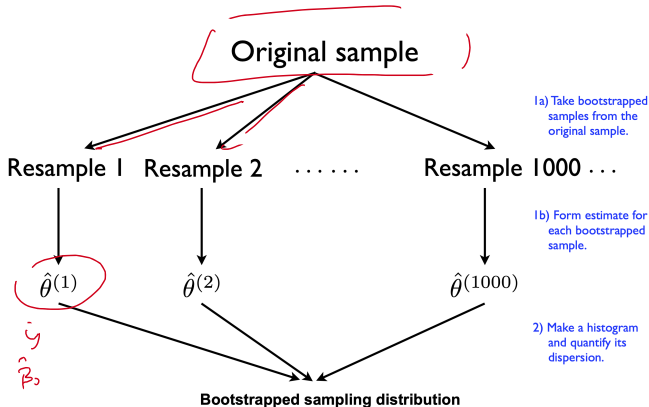 Original sample
1a) Take bootstrapped
samples from the
original sample.
Resample 1 Resample 2 ...... Resample 1000 ...
1b) Form estimate for
each bootstrapped
sample.
θ̂⁽¹⁾ θ̂⁽²⁾ θ̂⁽¹⁰⁰⁰⁾
2) Make a histogram
and quantify its
dispersion.
Bootstrapped sampling distribution